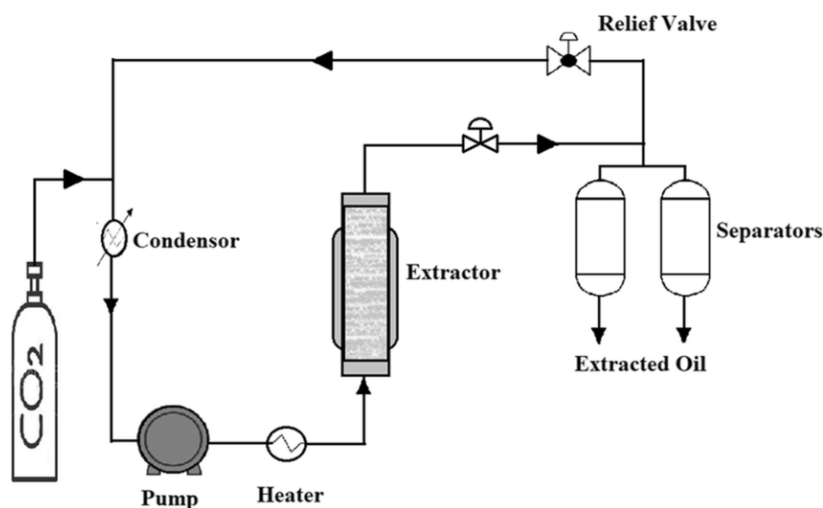 Relief Valve
Condensor
Extractor
Separators
CO2
Extracted Oil
Pump
Heater